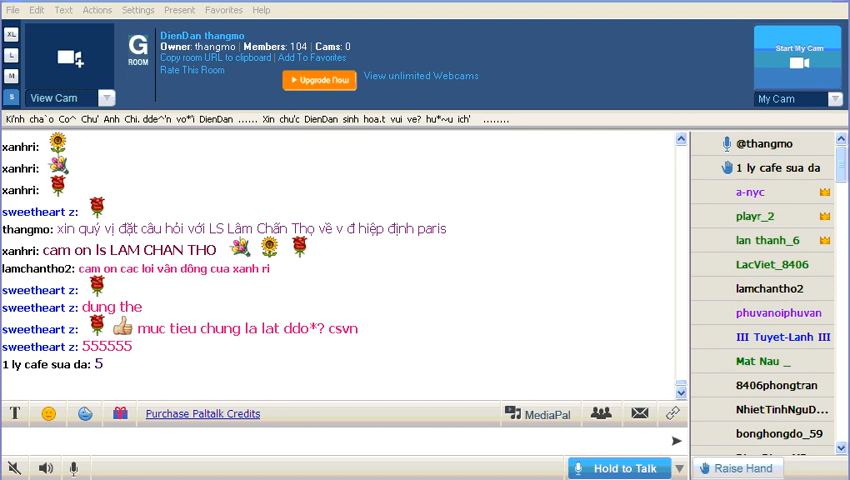 File Edit Text Actions Settings Present Favorites Help
XL
L
M
S
View Cam
G
ROOM
DienDan thangmo
Owner: thangmo | Members: 104 | Cams: 0
Copy room URL to clipboard | Add To Favorites
Rate This Room
Upgrade Now
View unlimited Webcams
Start My Cam
My Cam
Ki'nh cha`o Co^ Chu' Anh Chi. dde^'n vo*'i DienDan ...... Xin chu'c DienDan sinh hoa.t vui ve? hu*~u ich' ........
xanhri:
xanhri:
xanhri:
sweetheart z:
thangmo: xin quý vị đặt câu hỏi với LS Lâm Chấn Thọ về v đ hiệp định paris
xanhri: cam on ls LAM CHAN THO
lamchantho2: cam on các loi vân dông cua xanh ri
sweetheart z:
sweetheart z: dung the
sweetheart z: muc tieu chung la lat ddo*? csvn
sweetheart z: 555555
1 ly cafe sua da: 5
T
Purchase Paltalk Credits
MediaPal
Hold to Talk
@thangmo
1 ly cafe sua da
a-nyc
playr_2
lan thanh_6
LacViet_8406
lamchantho2
phuvanoiphuvan
III Tuyet-Lanh III
Mat Nau _
8406phongtran
NhietTinhNguD...
bonghongdo_59
Raise Hand